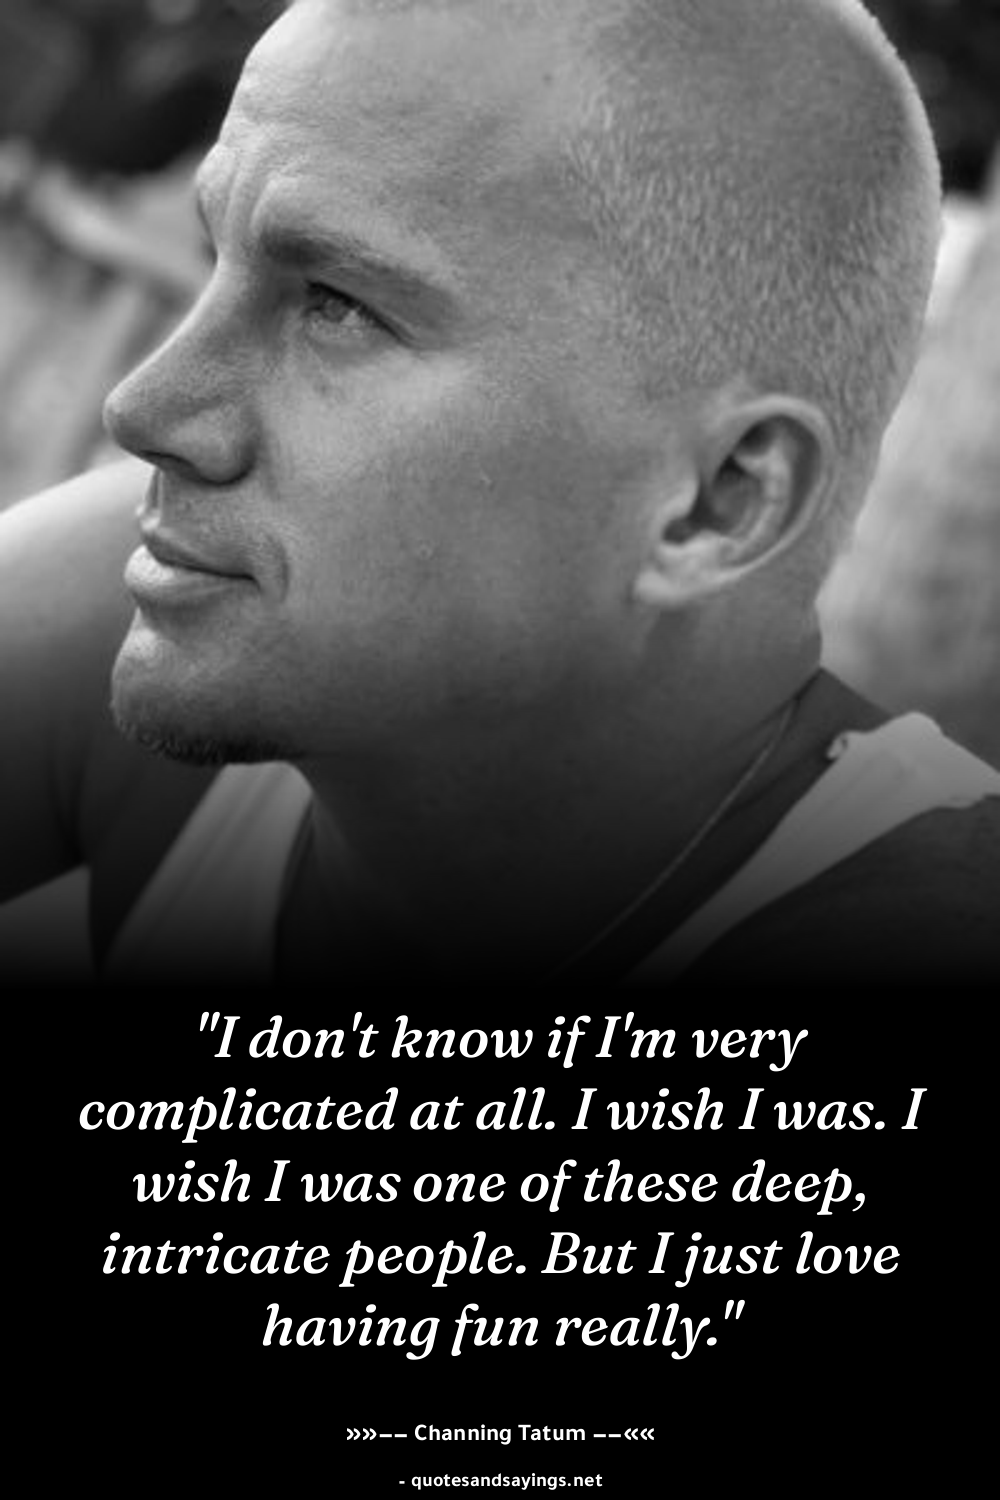 "I don't know if I'm very
complicated at all. I wish I was. I
wish I was one of these deep,
intricate people. But I just love
having fun really."
»»–– Channing Tatum ––««
- quotesandsayings.net